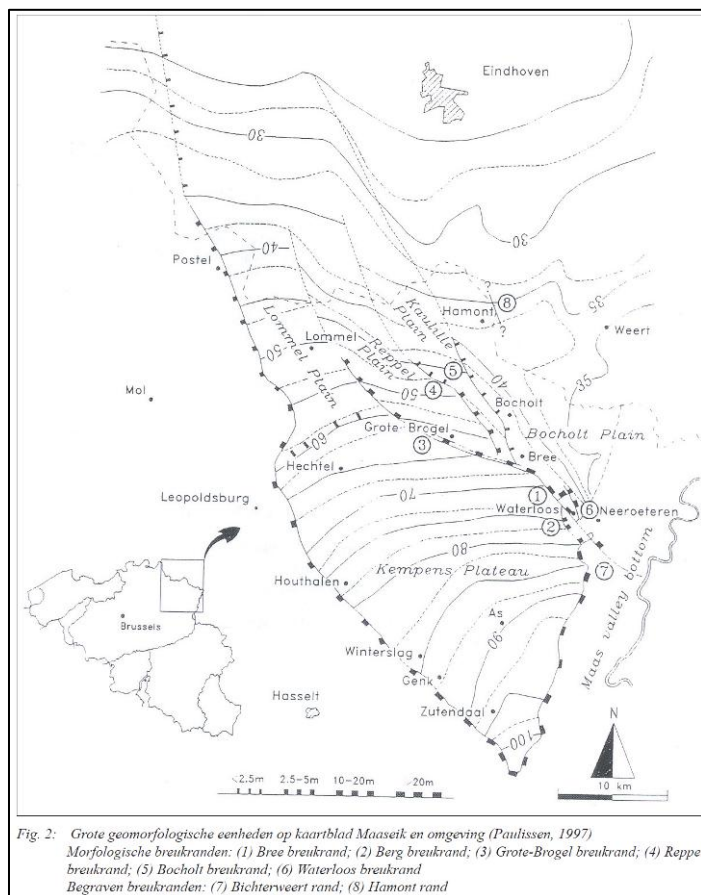 Eindhoven
30
30
40
Postel
Hamont
8
35
Weert
Kaulille
Plain
Lommel
Reppel
Plain
50
Lommel Plain
5
40
35
Mol
4
50
Bocholt
60
Grote-Brogel
3
Bocholt Plain
Hechtel
Bree
70
1
Leopoldsburg
Waterloos
6
Neeroeteren
2
80
?
Kempens Plateau
7
Houthalen
Maas valley bottom
Brussels
As
90
Winterslag
Genk
Hasselt
Zutendaal
100
N
<2.5m 2.5-5m 10-20m >20m
10 km
Fig. 2: Grote geomorfologische eenheden op kaartblad Maaseik en omgeving (Paulissen, 1997)
Morfologische breukranden: (1) Bree breukrand; (2) Berg breukrand; (3) Grote-Brogel breukrand; (4) Reppe
breukrand; (5) Bocholt breukrand; (6) Waterloos breukrand
Begraven breukranden: (7) Bichterweert rand; (8) Hamont rand